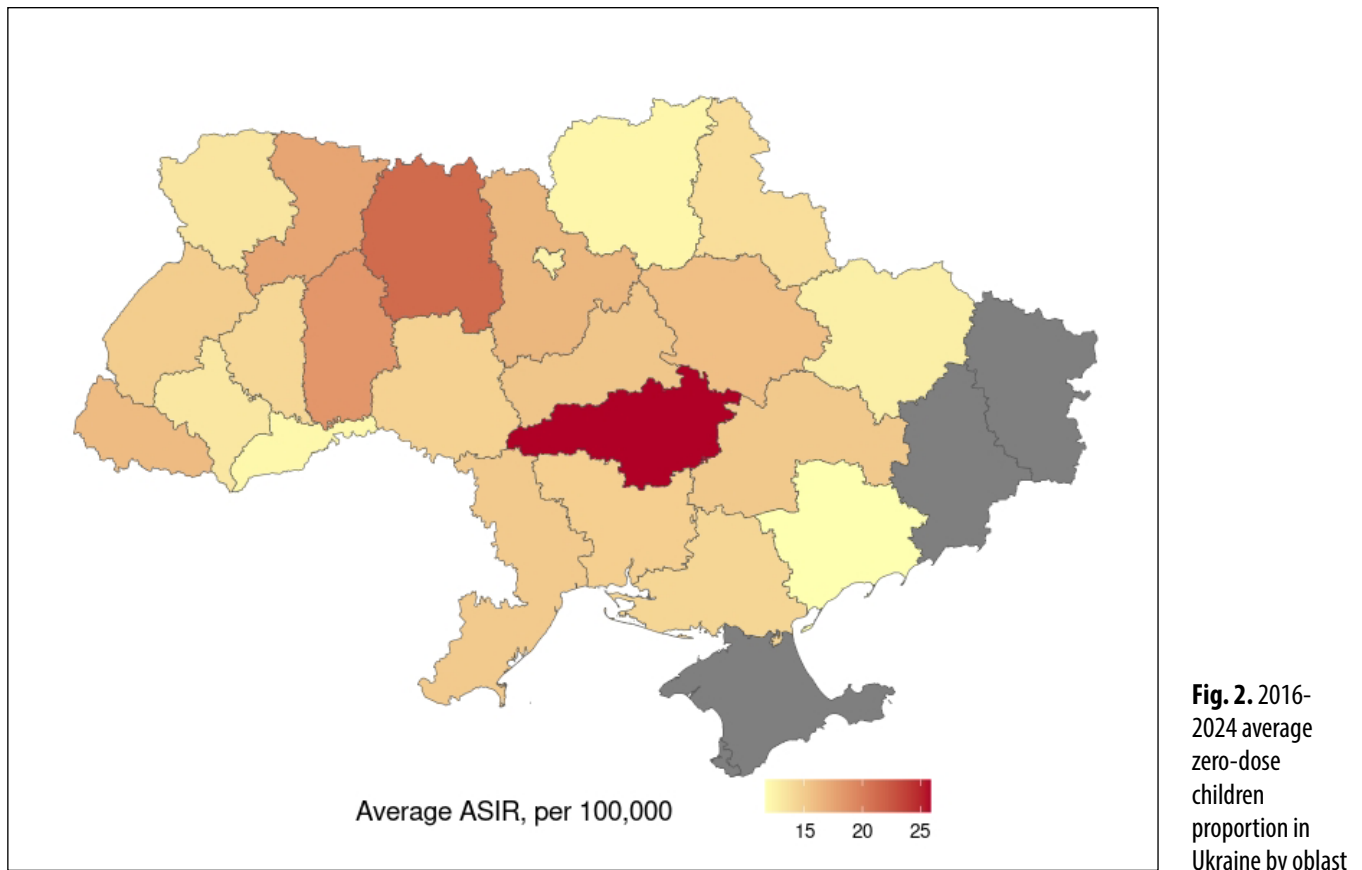 Average ASIR, per 100,000
15 20 25
Fig. 2. 2016-
2024 average
zero-dose
children
proportion in
Ukraine by oblast